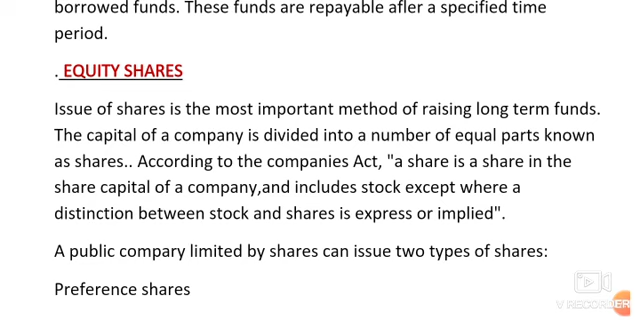 borrowed funds. These funds are repayable afler a specified time
period.
. EQUITY SHARES
Issue of shares is the most important method of raising long term funds.
The capital of a company is divided into a number of equal parts known
as shares.. According to the companies Act, "a share is a share in the
share capital of a company,and includes stock except where a
distinction between stock and shares is express or implied".
A public company limited by shares can issue two types of shares:
Preference shares
V RECORDER